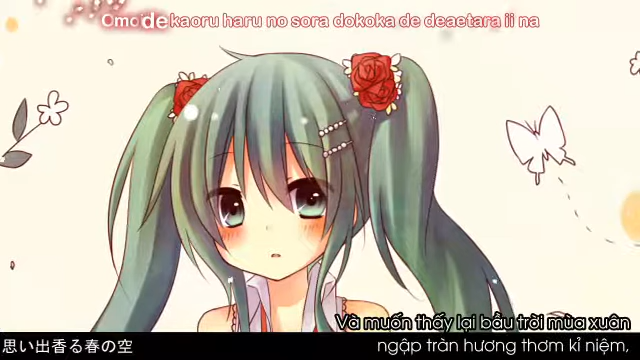 Omoide kaoru haru no sora dokoka de deaetara ii na
Và muốn thấy lại bầu trời mùa xuân
思い出香る春の空
ngập tràn hương thơm kỉ niệm,